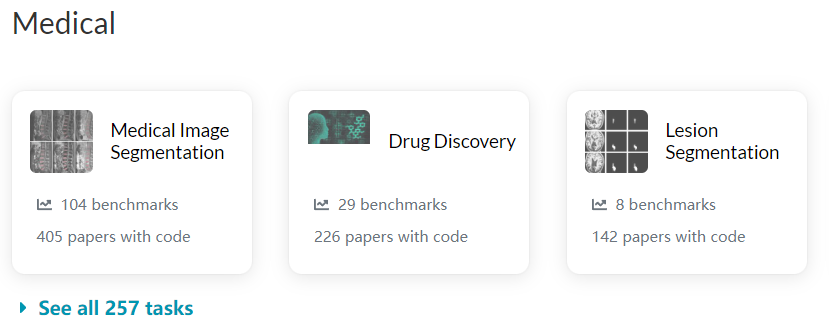 Medical
Medical Image
Segmentation
104 benchmarks
405 papers with code
Drug Discovery
29 benchmarks
226 papers with code
Lesion
Segmentation
8 benchmarks
142 papers with code
See all 257 tasks